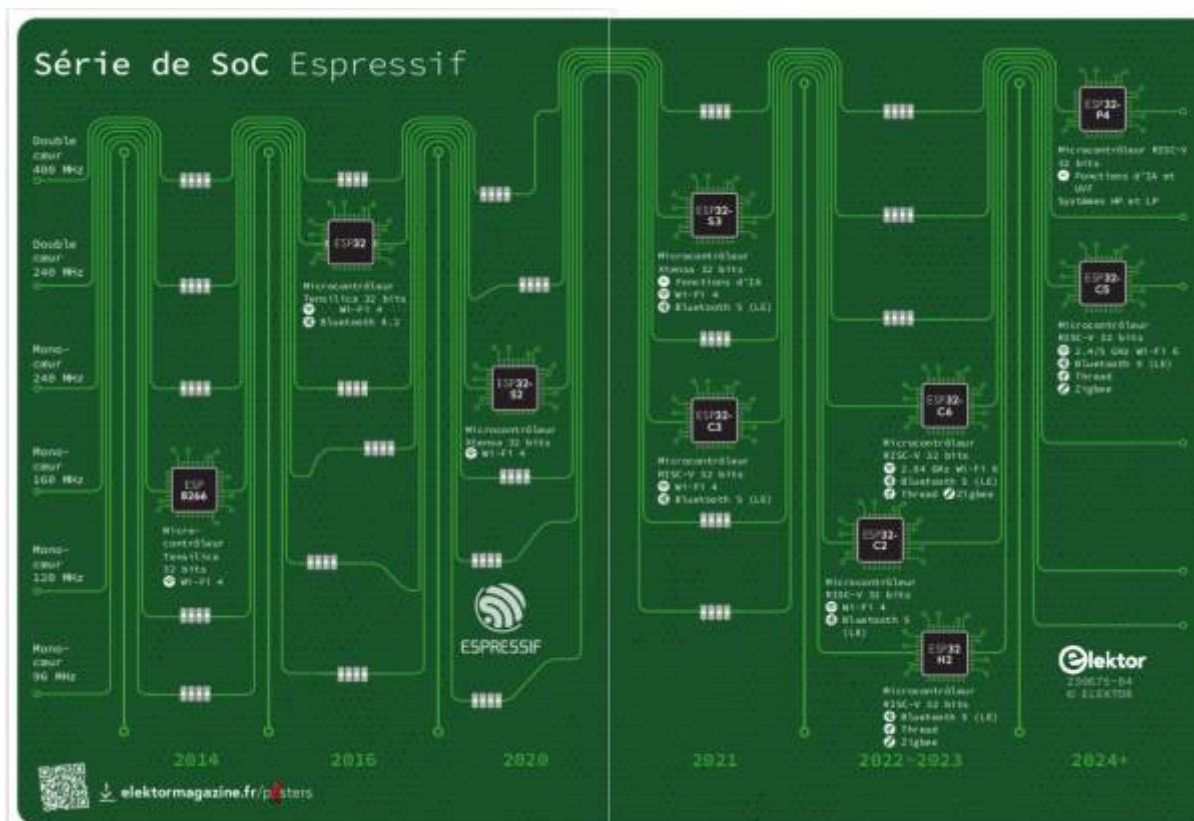 Série de SoC Espressif
Double
cœur
400 MHz
Double
cœur
240 MHz
Mono-
cœur
240 MHz
Mono-
cœur
160 MHz
Mono-
cœur
120 MHz
Mono-
cœur
96 MHz
ESP
8266
Micro-
contrôleur
Tensilica
32 bits
Wi-Fi 4
2014
ESP32
Microcontrôleur
Tensilica 32 bits
Wi-Fi 4
Bluetooth 4.2
2016
ESP32-
S2
Microcontrôleur
Xtensa 32 bits
Wi-Fi 4
ESPRESSIF
2020
ESP32-
S3
Microcontrôleur
Xtensa 32 bits
Fonctions d'IA
Wi-Fi 4
Bluetooth 5 (LE)
ESP32-
C3
Microcontrôleur
RISC-V 32 bits
Wi-Fi 4
Bluetooth 5 (LE)
2021
ESP32-
C6
Microcontrôleur
RISC-V 32 bits
GHz Wi-Fi 6
Bluetooth 5 (LE)
Thread Zigbee
ESP32-
C2
Microcontrôleur
RISC-V 32 bits
Wi-Fi 4
Bluetooth 5
(LE)
ESP32
H2
Microcontrôleur
RISC-V 32 bits
Bluetooth 5 (LE)
Thread
Zigbee
2022-2023
ESP32-
P4
Microcontrôleur RISC-V
32 bits
Fonctions d'IA et
Systèmes HP et LP
ESP32-
C5
Microcontrôleur
RISC-V 32 bits
2.4/5 GHz Wi-Fi 6
Bluetooth 5 (LE)
Thread
Zigbee
elektor
© ELEKTOR
2024+
elektormagazine.fr/posters